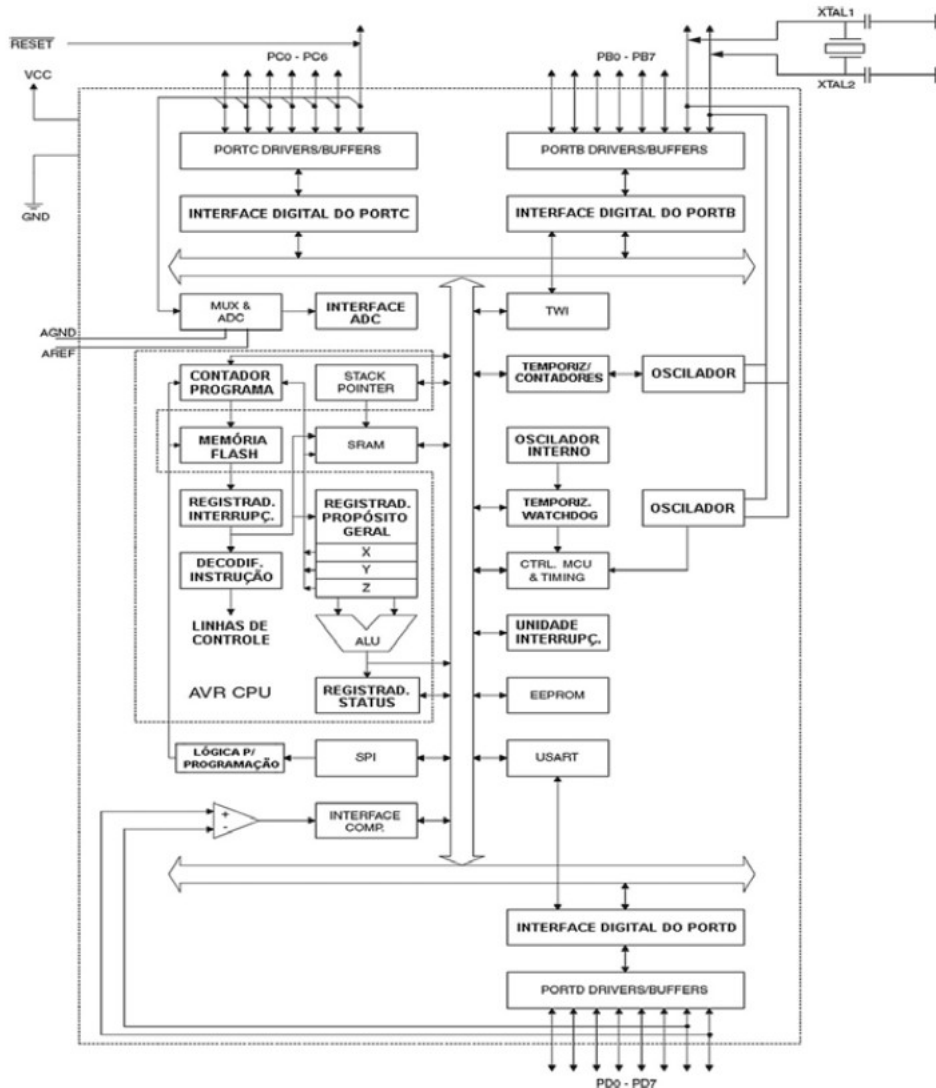 XTAL1
RESET
PC0 - PC6
PB0 - PB7
VCC
XTAL2
PORTC DRIVERS/BUFFERS
PORTB DRIVERS/BUFFERS
INTERFACE DIGITAL DO PORTC
INTERFACE DIGITAL DO PORTB
GND
MUX &
ADC
INTERFACE
ADC
TWI
AGND
AREF
CONTADOR
PROGRAMA
STACK
POINTER
TEMPORIZ/
CONTADORES
OSCILADOR
MEMÓRIA
FLASH
SRAM
OSCILADOR
INTERNO
REGISTRAD.
INTERRUPÇ.
REGISTRAD.
PROPÓSITO
GERAL
TEMPORIZ.
WATCHDOG
OSCILADOR
X
Y
Z
DECODIF.
INSTRUÇÃO
CTRL. MCU
& TIMING
LINHAS DE
CONTROLE
ALU
UNIDADE
INTERRUPÇ.
AVR CPU
REGISTRAD.
STATUS
EEPROM
LÓGICA P/
PROGRAMAÇÃO
SPI
USART
+
-
INTERFACE
COMP.
INTERFACE DIGITAL DO PORTD
PORTD DRIVERS/BUFFERS
PD0 - PD7